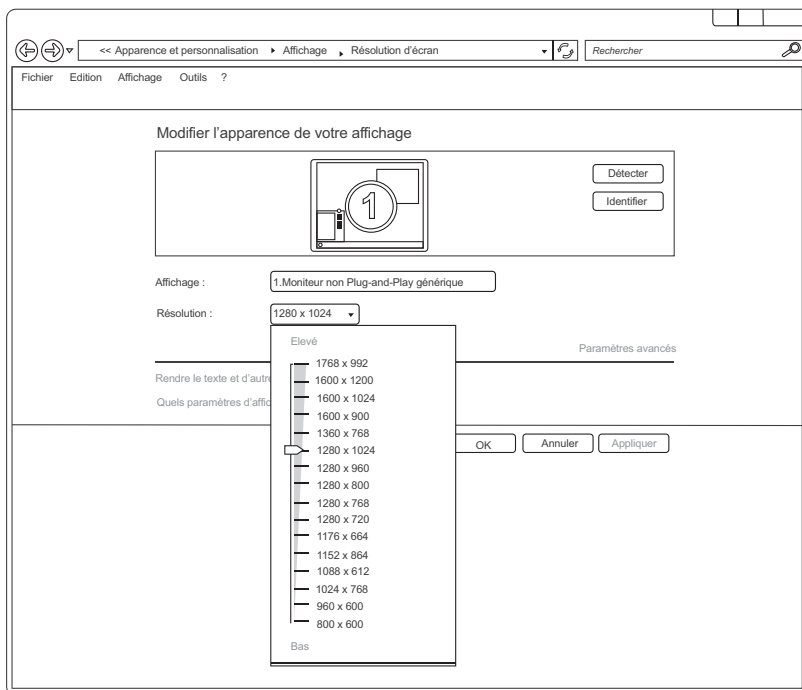 << Apparence et personnalisation Affichage Résolution d'écran Rechercher
Fichier Edition Affichage Outils ?
Modifier l'apparence de votre affichage
1
Détecter
Identifier
Affichage : 1.Moniteur non Plug-and-Play générique
Résolution : 1280 x 1024
Elevé
Paramètres avancés
1768 x 992
Rendre le texte et d'autre
1600 x 1200
Quels paramètres d'affic
1600 x 1024
1600 x 900
1360 x 768
1280 x 1024
OK Annuler Appliquer
1280 x 960
1280 x 800
1280 x 768
1280 x 720
1176 x 664
1152 x 864
1088 x 612
1024 x 768
960 x 600
800 x 600
Bas